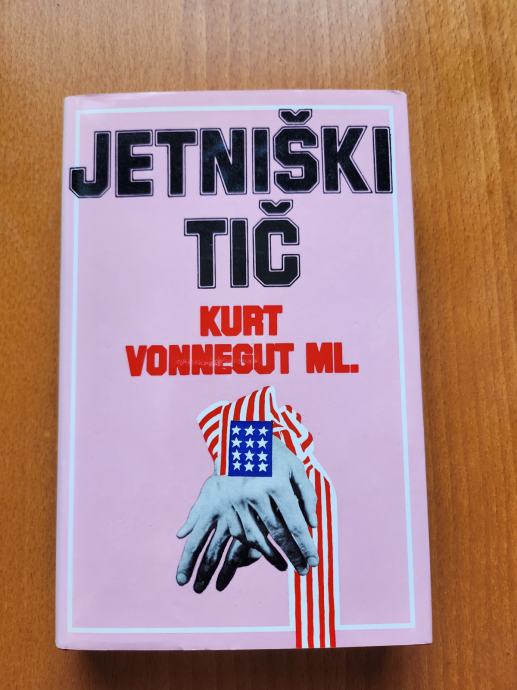 JETNIŠKI
TIČ
KURT
VONNEGUT ML.